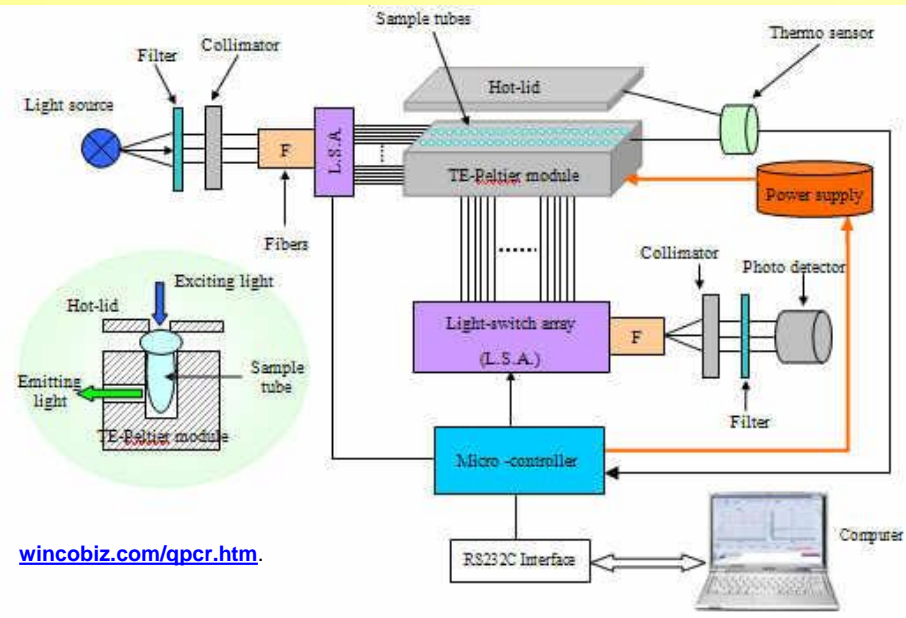 Sample tubes
Thermo sensor
Collimator
Filter
Light source
Hot-lid
F
L.S.A.
TE-Peltier module
Power supply
Fibers
Collimator
Photo detector
Exciting light
Hot-lid
Light-switch array
(L.S.A.)
F
Sample
tube
Emitting
light
Filter
TE-Peltier module
Micro -controller
wincobiz.com/qpcr.htm.
RS232C Interface
Computer